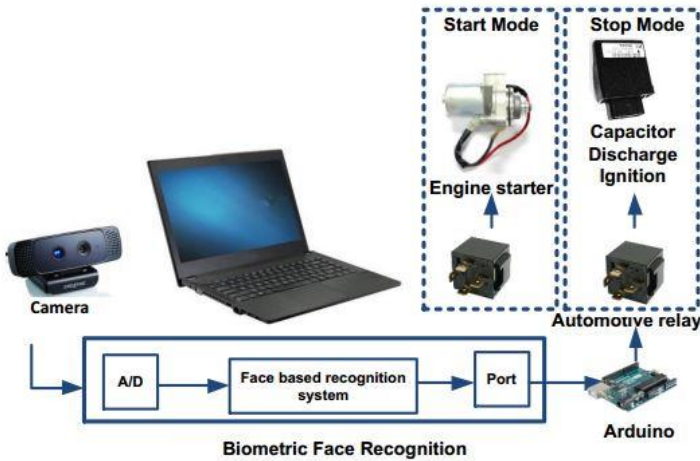 Start Mode
Stop Mode
Engine starter
Capacitor
Discharge
Ignition
Camera
Automotive relay
A/D
Face based recognition
system
Port
Arduino
Biometric Face Recognition